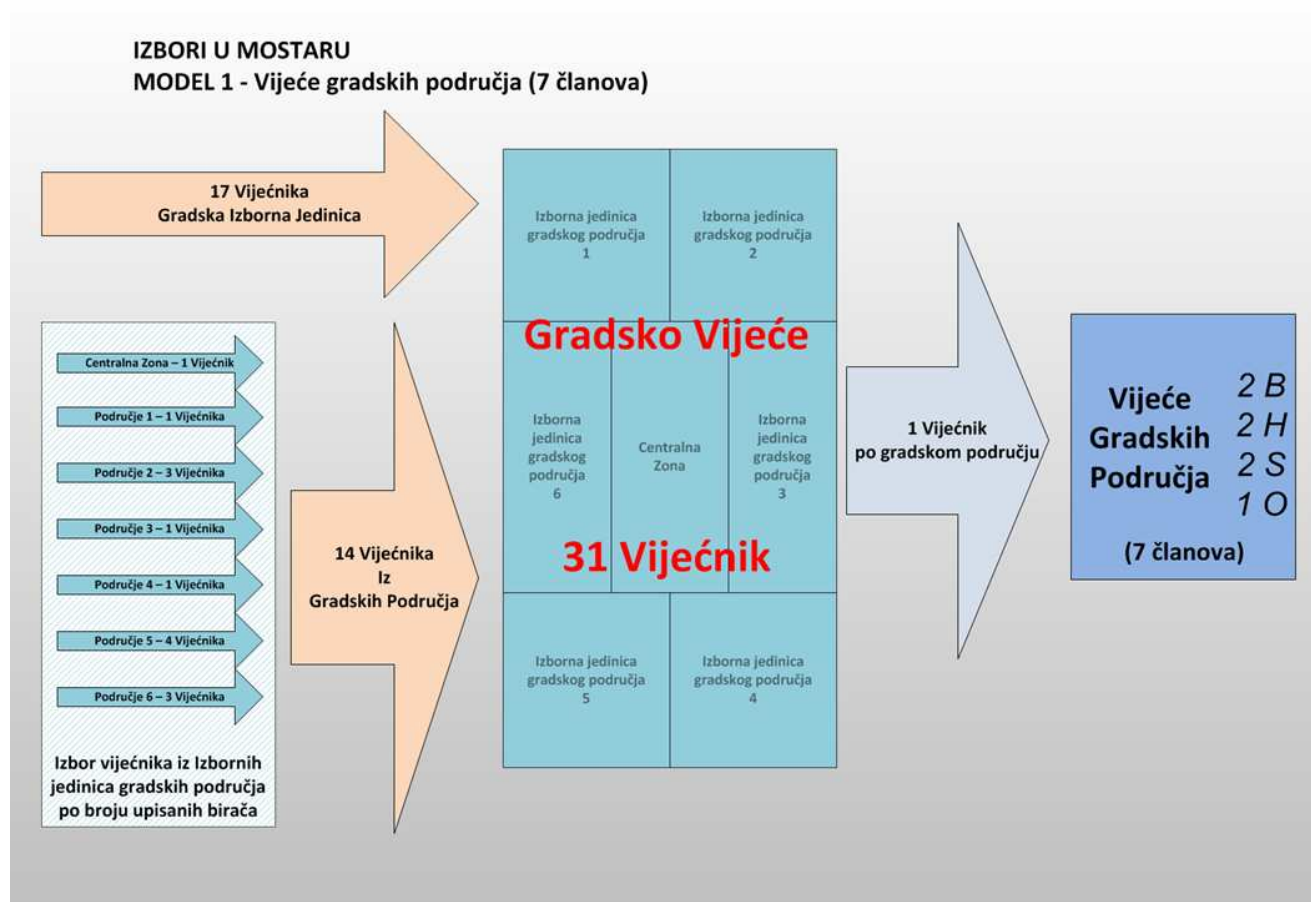 IZBORI U MOSTARU
MODEL 1 - Vijeće gradskih područja (7 članova)
17 Vijećnika
Gradska Izborna Jedinica
Centralna Zona – 1 Vijećnik
Područje 1 – 1 Vijećnika
Područje 2 – 3 Vijećnika
Područje 3 – 1 Vijećnika
Područje 4 – 1 Vijećnika
Područje 5 – 4 Vijećnika
Područje 6 – 3 Vijećnika
Izbor vijećnika iz Izbornih
jedinica gradskih područja
po broju upisanih birača
14 Vijećnika
Iz
Gradskih Područja
Izborna jedinica
gradskog područja
1
Izborna jedinica
gradskog područja
2
Gradsko Vijeće
Izborna
jedinica
gradskog
područja
6
Centralna
Zona
Izborna
jedinica
gradskog
područja
3
31 Vijećnik
Izborna jedinica
gradskog područja
5
Izborna jedinica
gradskog područja
4
1 Vijećnik
po gradskom području
Vijeće
Gradskih
Područja
2 B
2 H
2 S
1 O
(7 članova)